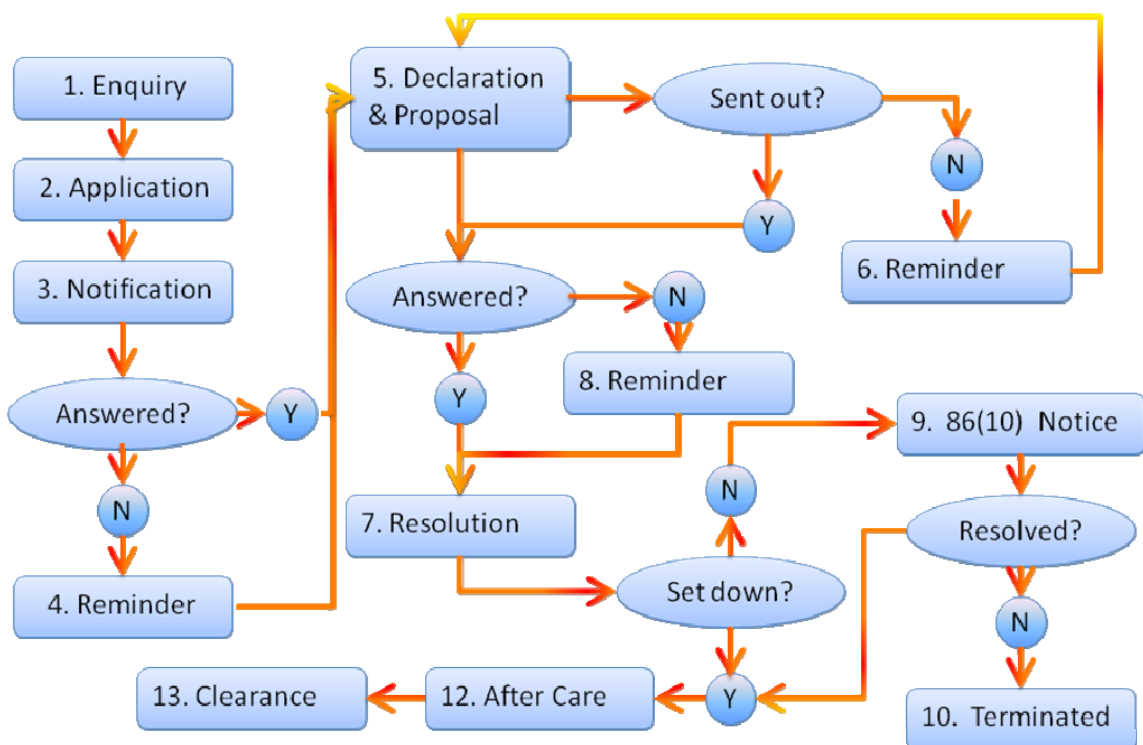 1. Enquiry
2. Application
3. Notification
Answered?
Y
N
4. Reminder
5. Declaration
& Proposal
Sent out?
N
Y
6. Reminder
Answered?
N
Y
8. Reminder
7. Resolution
Set down?
N
9. 86(10) Notice
Resolved?
N
10. Terminated
Y
12. After Care
13. Clearance